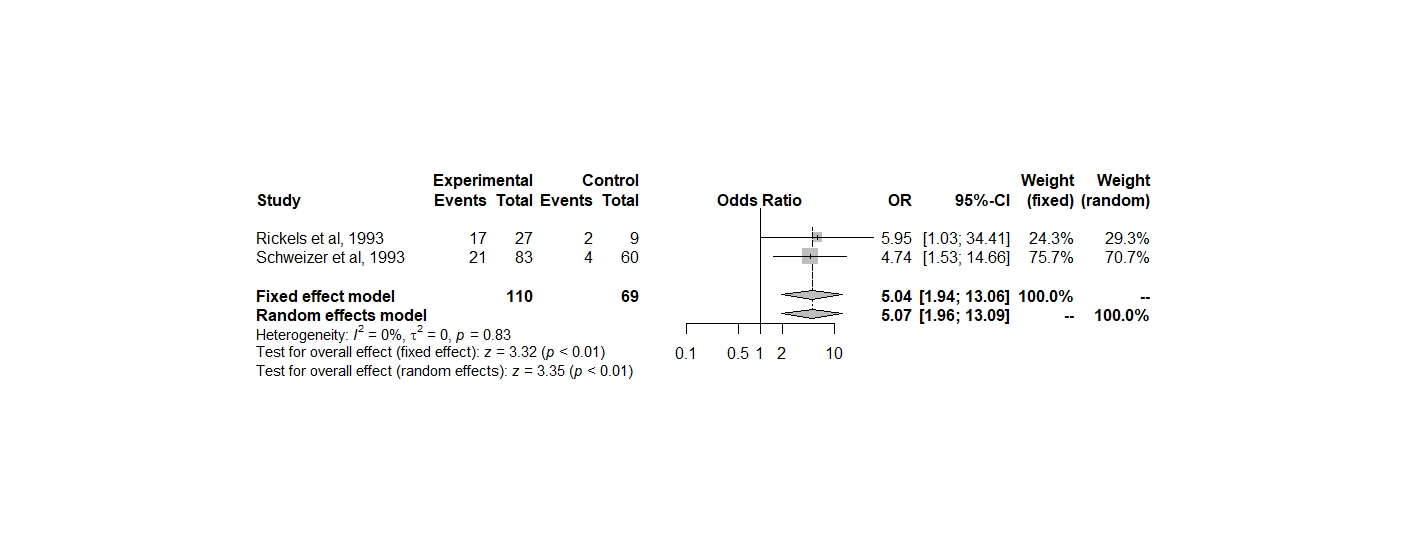 Experimental Control Weight Weight
Study Events Total Events Total Odds Ratio OR 95%-CI (fixed) (random)
Rickels et al, 1993 17 27 2 9 5.95 [1.03; 34.41] 24.3% 29.3%
Schweizer et al, 1993 21 83 4 60 4.74 [1.53; 14.66] 75.7% 70.7%
Fixed effect model 110 69 5.04 [1.94; 13.06] 100.0% --
Random effects model 5.07 [1.96; 13.09] -- 100.0%
Heterogeneity: I² = 0%, τ² = 0, p = 0.83
Test for overall effect (fixed effect): z = 3.32 (p < 0.01)
0.1 0.5 1 2 10
Test for overall effect (random effects): z = 3.35 (p < 0.01)